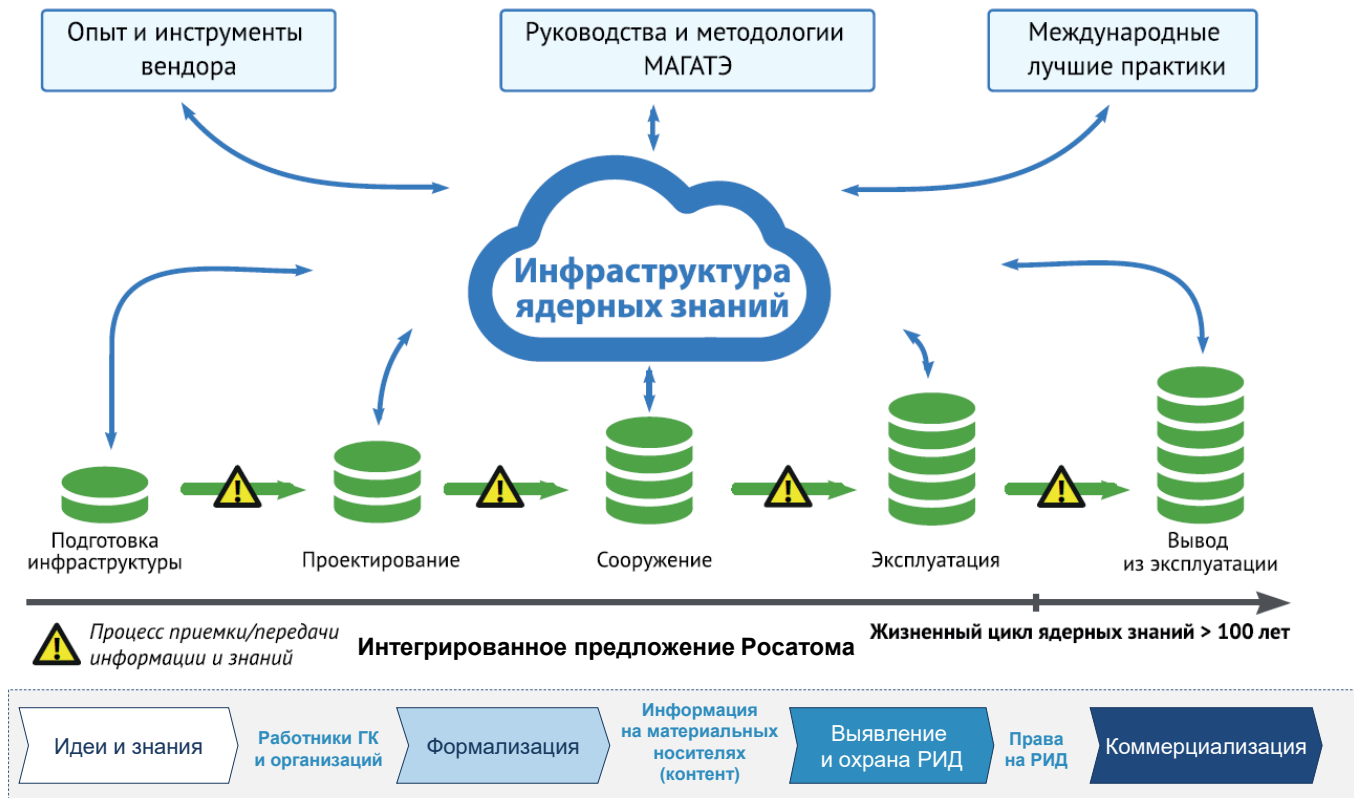 Опыт и инструменты
вендора
Руководства и методологии
МАГАТЭ
Международные
лучшие практики
Инфраструктура
ядерных знаний
Подготовка
инфраструктуры
Проектирование
Сооружение
Эксплуатация
Вывод
из эксплуатации
Процесс приемки/передачи
информации и знаний
Интегрированное предложение Росатома
Жизненный цикл ядерных знаний > 100 лет
Идеи и знания
Работники ГК
и организаций
Формализация
Информация
на материальных
носителях
(контент)
Выявление
и охрана РИД
Права
на РИД
Коммерциализация